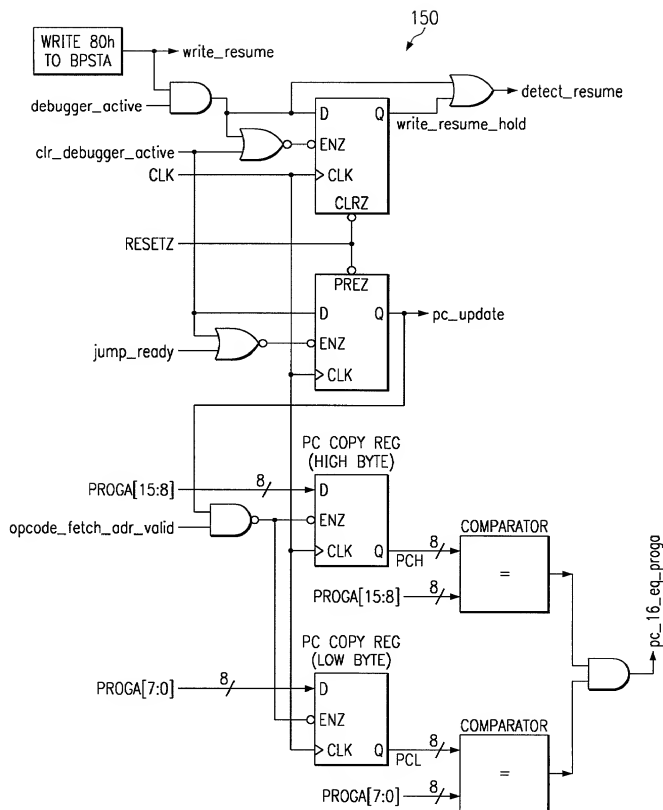 150
WRITE 80h
TO BPSTA
write_resume
debugger_active
detect_resume
D
Q
write_resume_hold
clr_debugger_active
ENZ
CLK
CLK
CLRZ
RESETZ
PREZ
D
Q
pc_update
ENZ
jump_ready
CLK
PC COPY REG
(HIGH BYTE)
PROGA[15:8]
8
D
opcode_fetch_adr_valid
ENZ
CLK
Q
PCH
8
COMPARATOR
=
PROGA[15:8]
8
pc_16_eq_proga
PC COPY REG
(LOW BYTE)
PROGA[7:0]
8
D
ENZ
CLK
Q
PCL
8
COMPARATOR
=
PROGA[7:0]
8